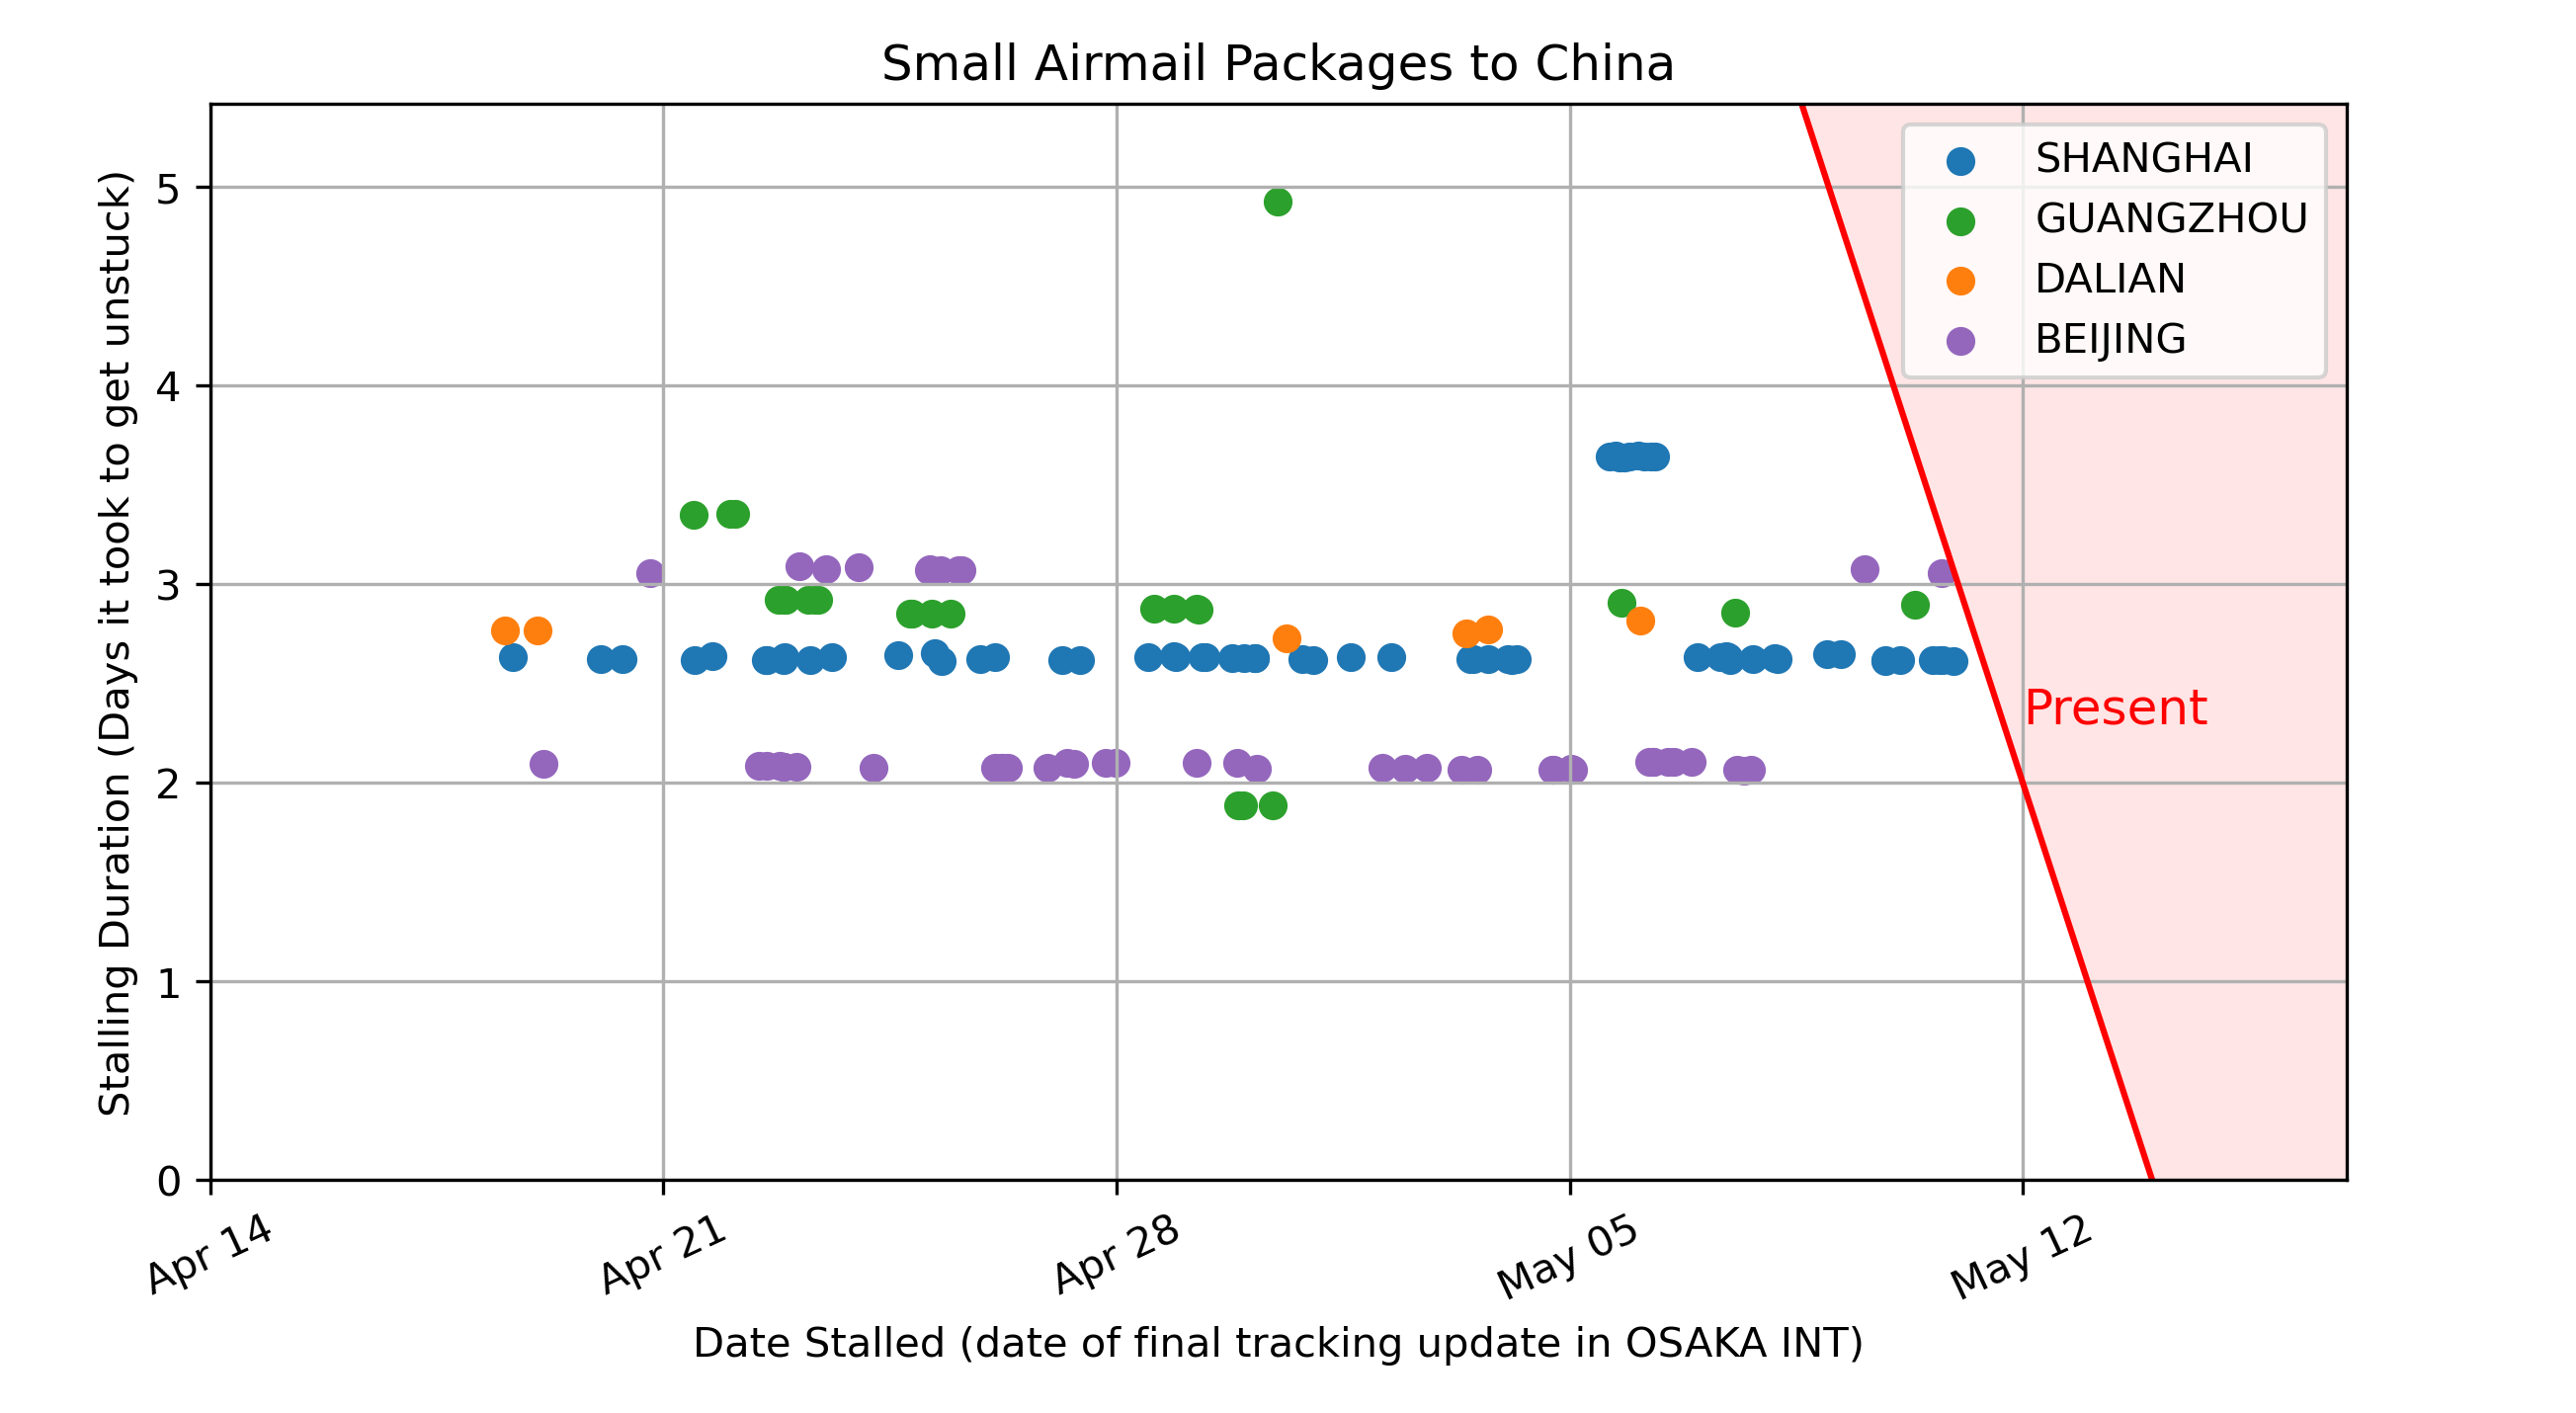 Small Airmail Packages to China
Stalling Duration (Days it took to get unstuck)
5
4
3
2
1
0
SHANGHAI
GUANGZHOU
DALIAN
BEIJING
Present
Apr 14
Apr 21
Apr 28
May 05
May 12
Date Stalled (date of final tracking update in OSAKA INT)